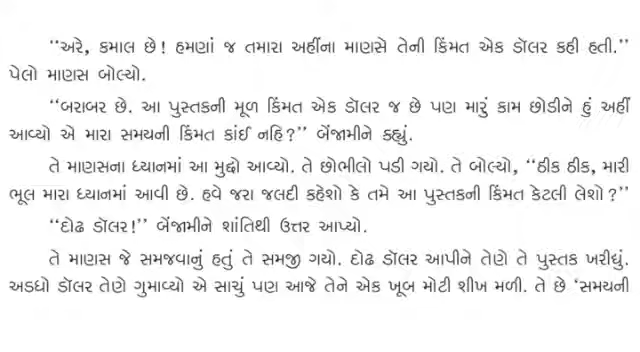 “અરે, કમાલ છે! હમણાં જ તમારા અહીંના માણસે તેની કિંમત એક ડૉલર કહી હતી.”
પેલો માણસ બોલ્યો.
“બરાબર છે. આ પુસ્તકની મૂળ કિંમત એક ડૉલર જ છે પણ મારું કામ છોડીને હું અહીં
આવ્યો એ મારા સમયની કિંમત કાંઈ નહિ?” બેંજામીને કહ્યું.
તે માણસના ધ્યાનમાં આ મુદ્દો આવ્યો. તે છોભીલો પડી ગયો. તે બોલ્યો, “ઠીક ઠીક, મારી
ભૂલ મારા ધ્યાનમાં આવી છે. હવે જરા જલદી કહેશો કે તમે આ પુસ્તકની કિંમત કેટલી લેશો?”
“દોઢ ડૉલર!” બેંજામીને શાંતિથી ઉત્તર આપ્યો.
તે માણસ જે સમજવાનું હતું તે સમજી ગયો. દોઢ ડૉલર આપીને તેણે તે પુસ્તક ખરીધું.
અડધો ડૉલર તેણે ગુમાવ્યો એ સાચું પણ આજે તેને એક ખૂબ મોટી શીખ મળી. તે છે ‘સમયની